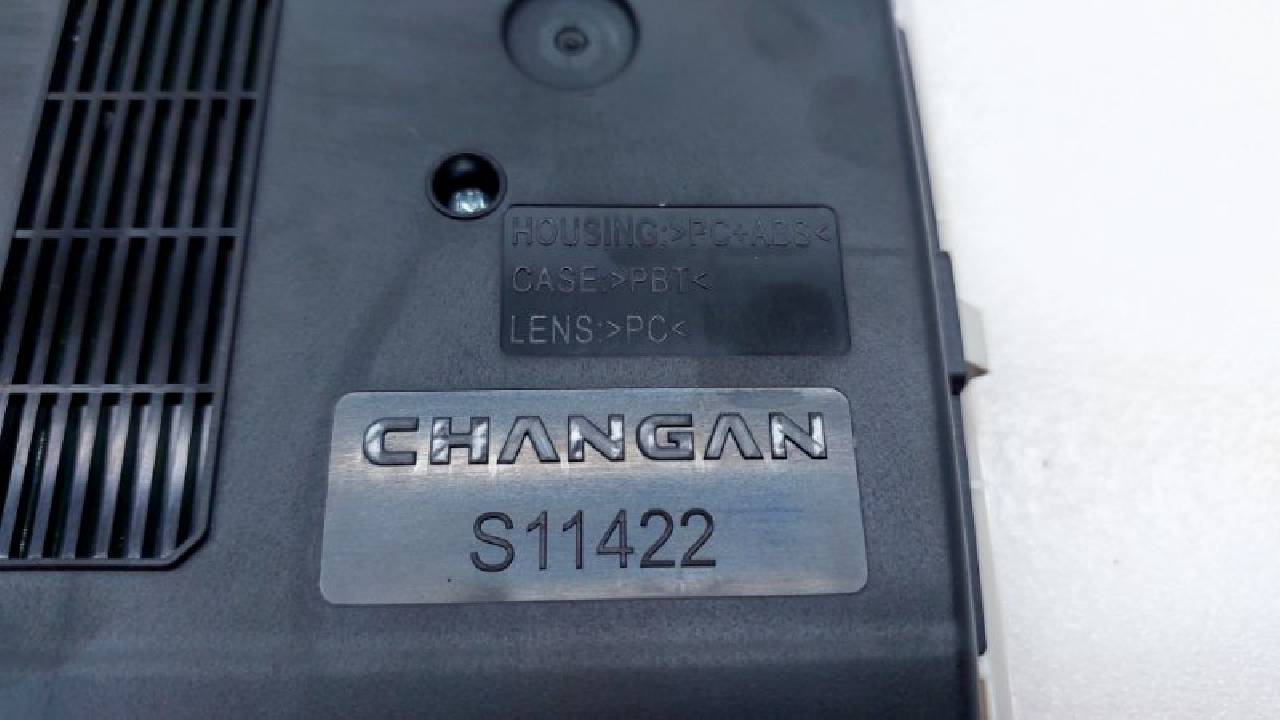 HOUSING:>PC+ABS<
CASE:>PBT<
LENS:>PC<
CHANGAN
S11422